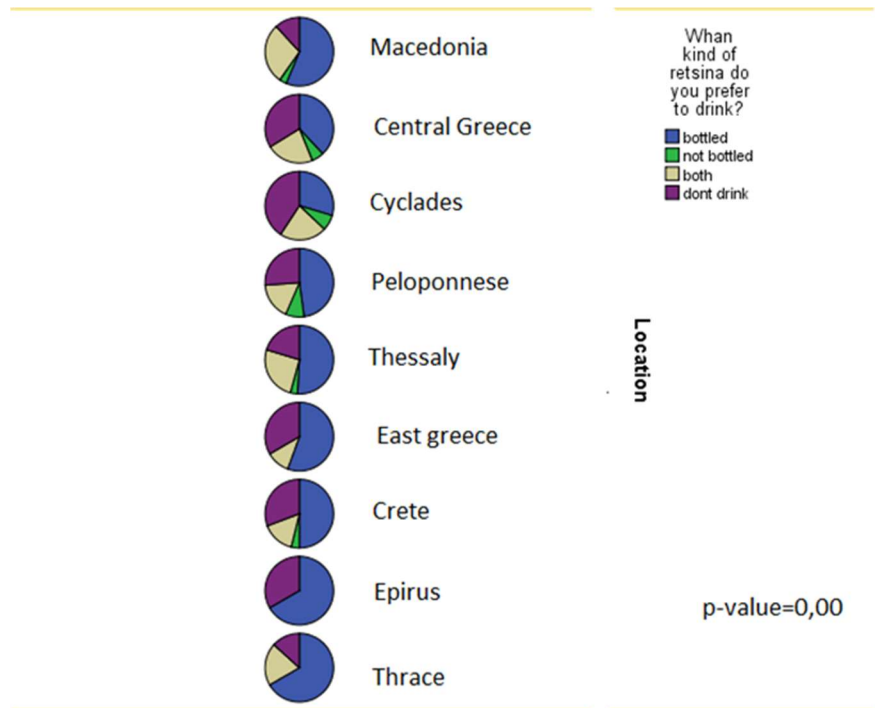 Macedonia
Central Greece
Cyclades
Peloponnese
Thessaly
East greece
Crete
Epirus
Thrace
Whan
kind of
retsina do
you prefer
to drink?
bottled
not bottled
both
dont drink
Location
p-value=0,00